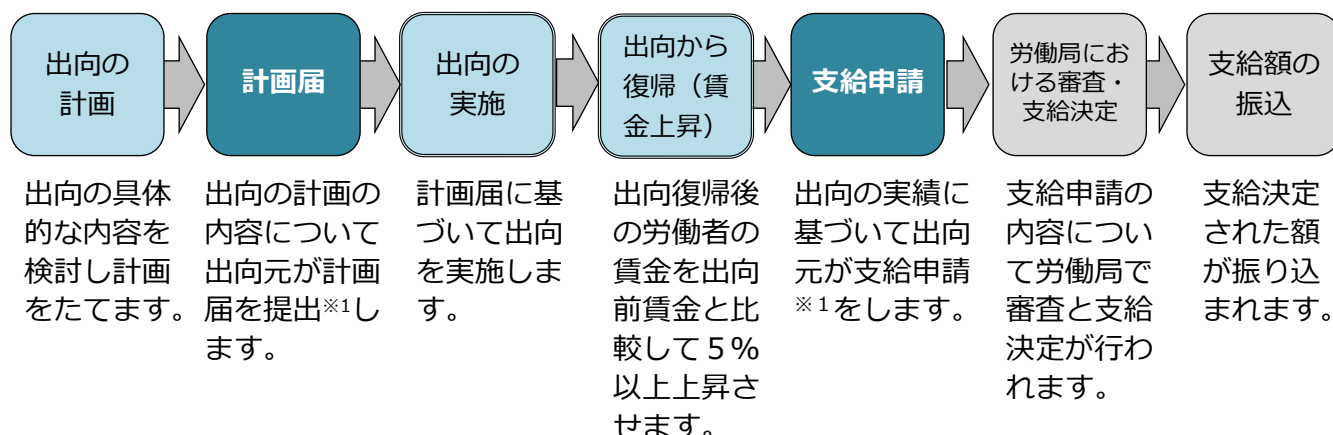 出向の
計画
計画届
出向の
実施
出向から
復帰（賃
金上昇）
支給申請
労働局にお
ける審査・
支給決定
支給額の
振込
出向の具体
的な内容を
検討し計画
をたてます。
出向の計画の
内容について
出向元が計画
届を提出※1し
ます。
計画届に基
づいて出向
を実施しま
す。
出向復帰後
の労働者の
賃金を出向
前賃金と比
較して５％
以上上昇さ
せます。
出向の実績に
基づいて出向
元が支給申請
※１をします。
支給申請の
内容につい
て労働局で
審査と支給
決定が行わ
れます。
支給決定
された額
が振り込
まれます。